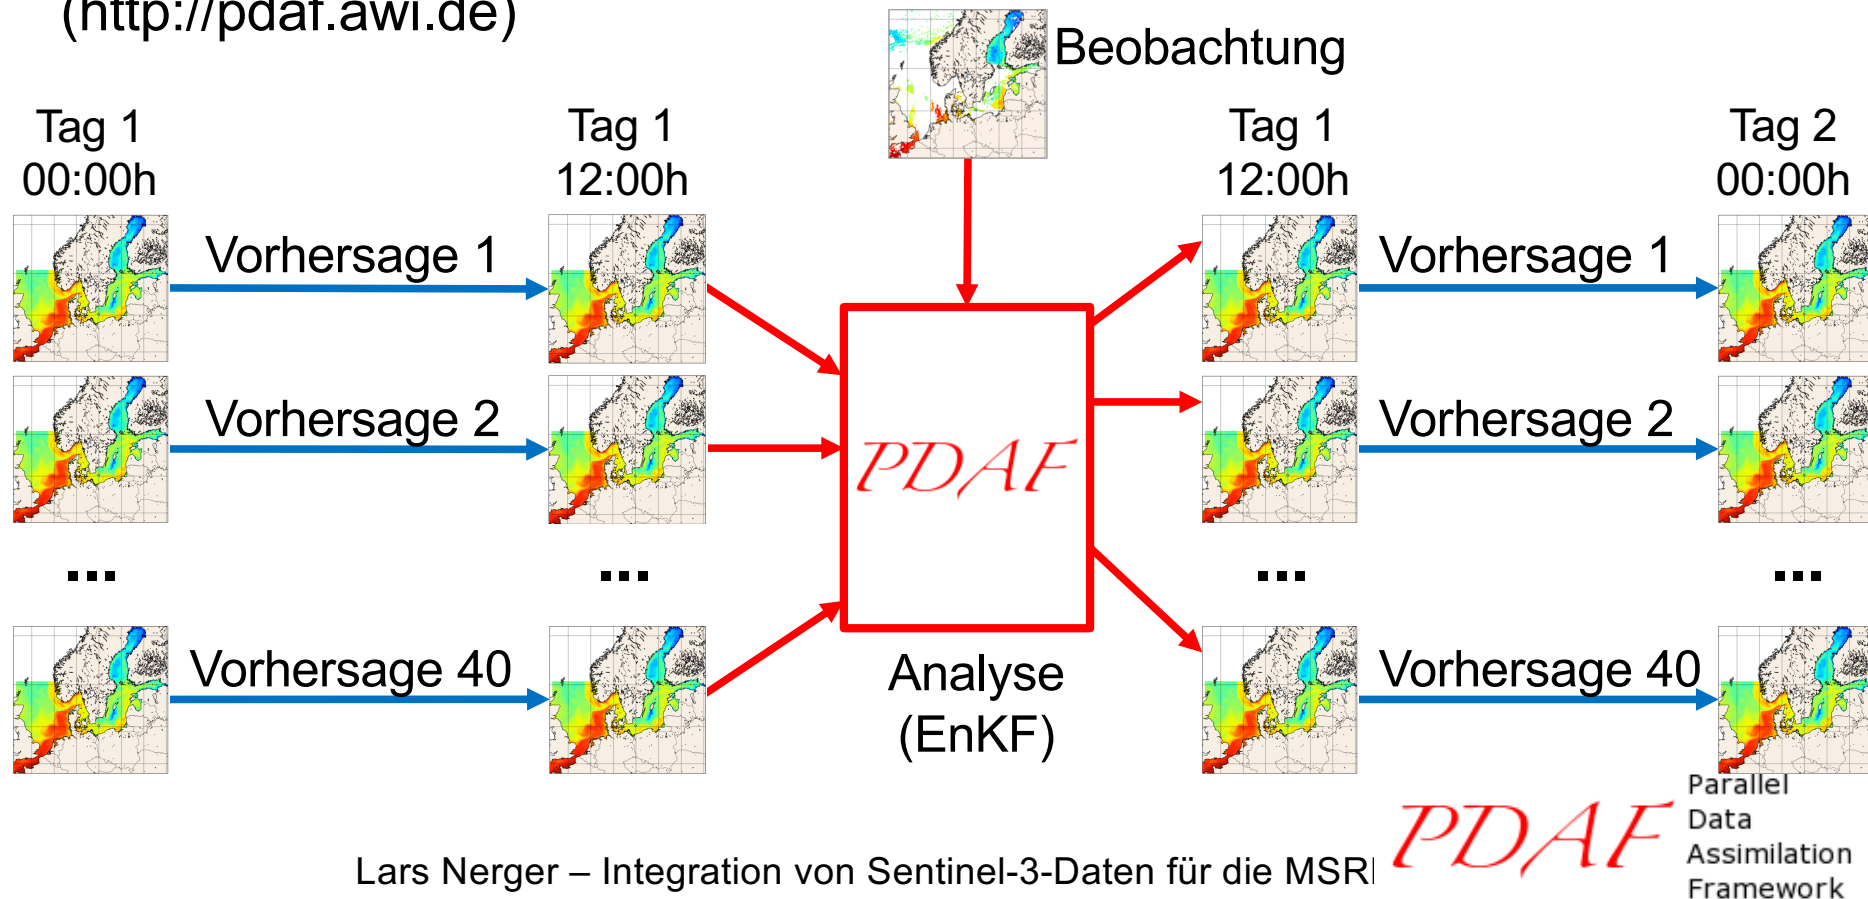 (http://pdaf.awi.de)
Beobachtung
Tag 1
00:00h
Tag 1
12:00h
Tag 1
12:00h
Tag 2
00:00h
Vorhersage 1
Vorhersage 1
Vorhersage 2
Vorhersage 2
PDAF
...
...
...
...
Vorhersage 40
Vorhersage 40
Analyse
(EnKF)
PDAF
Parallel
Data
Assimilation
Framework
Lars Nerger – Integration von Sentinel-3-Daten für die